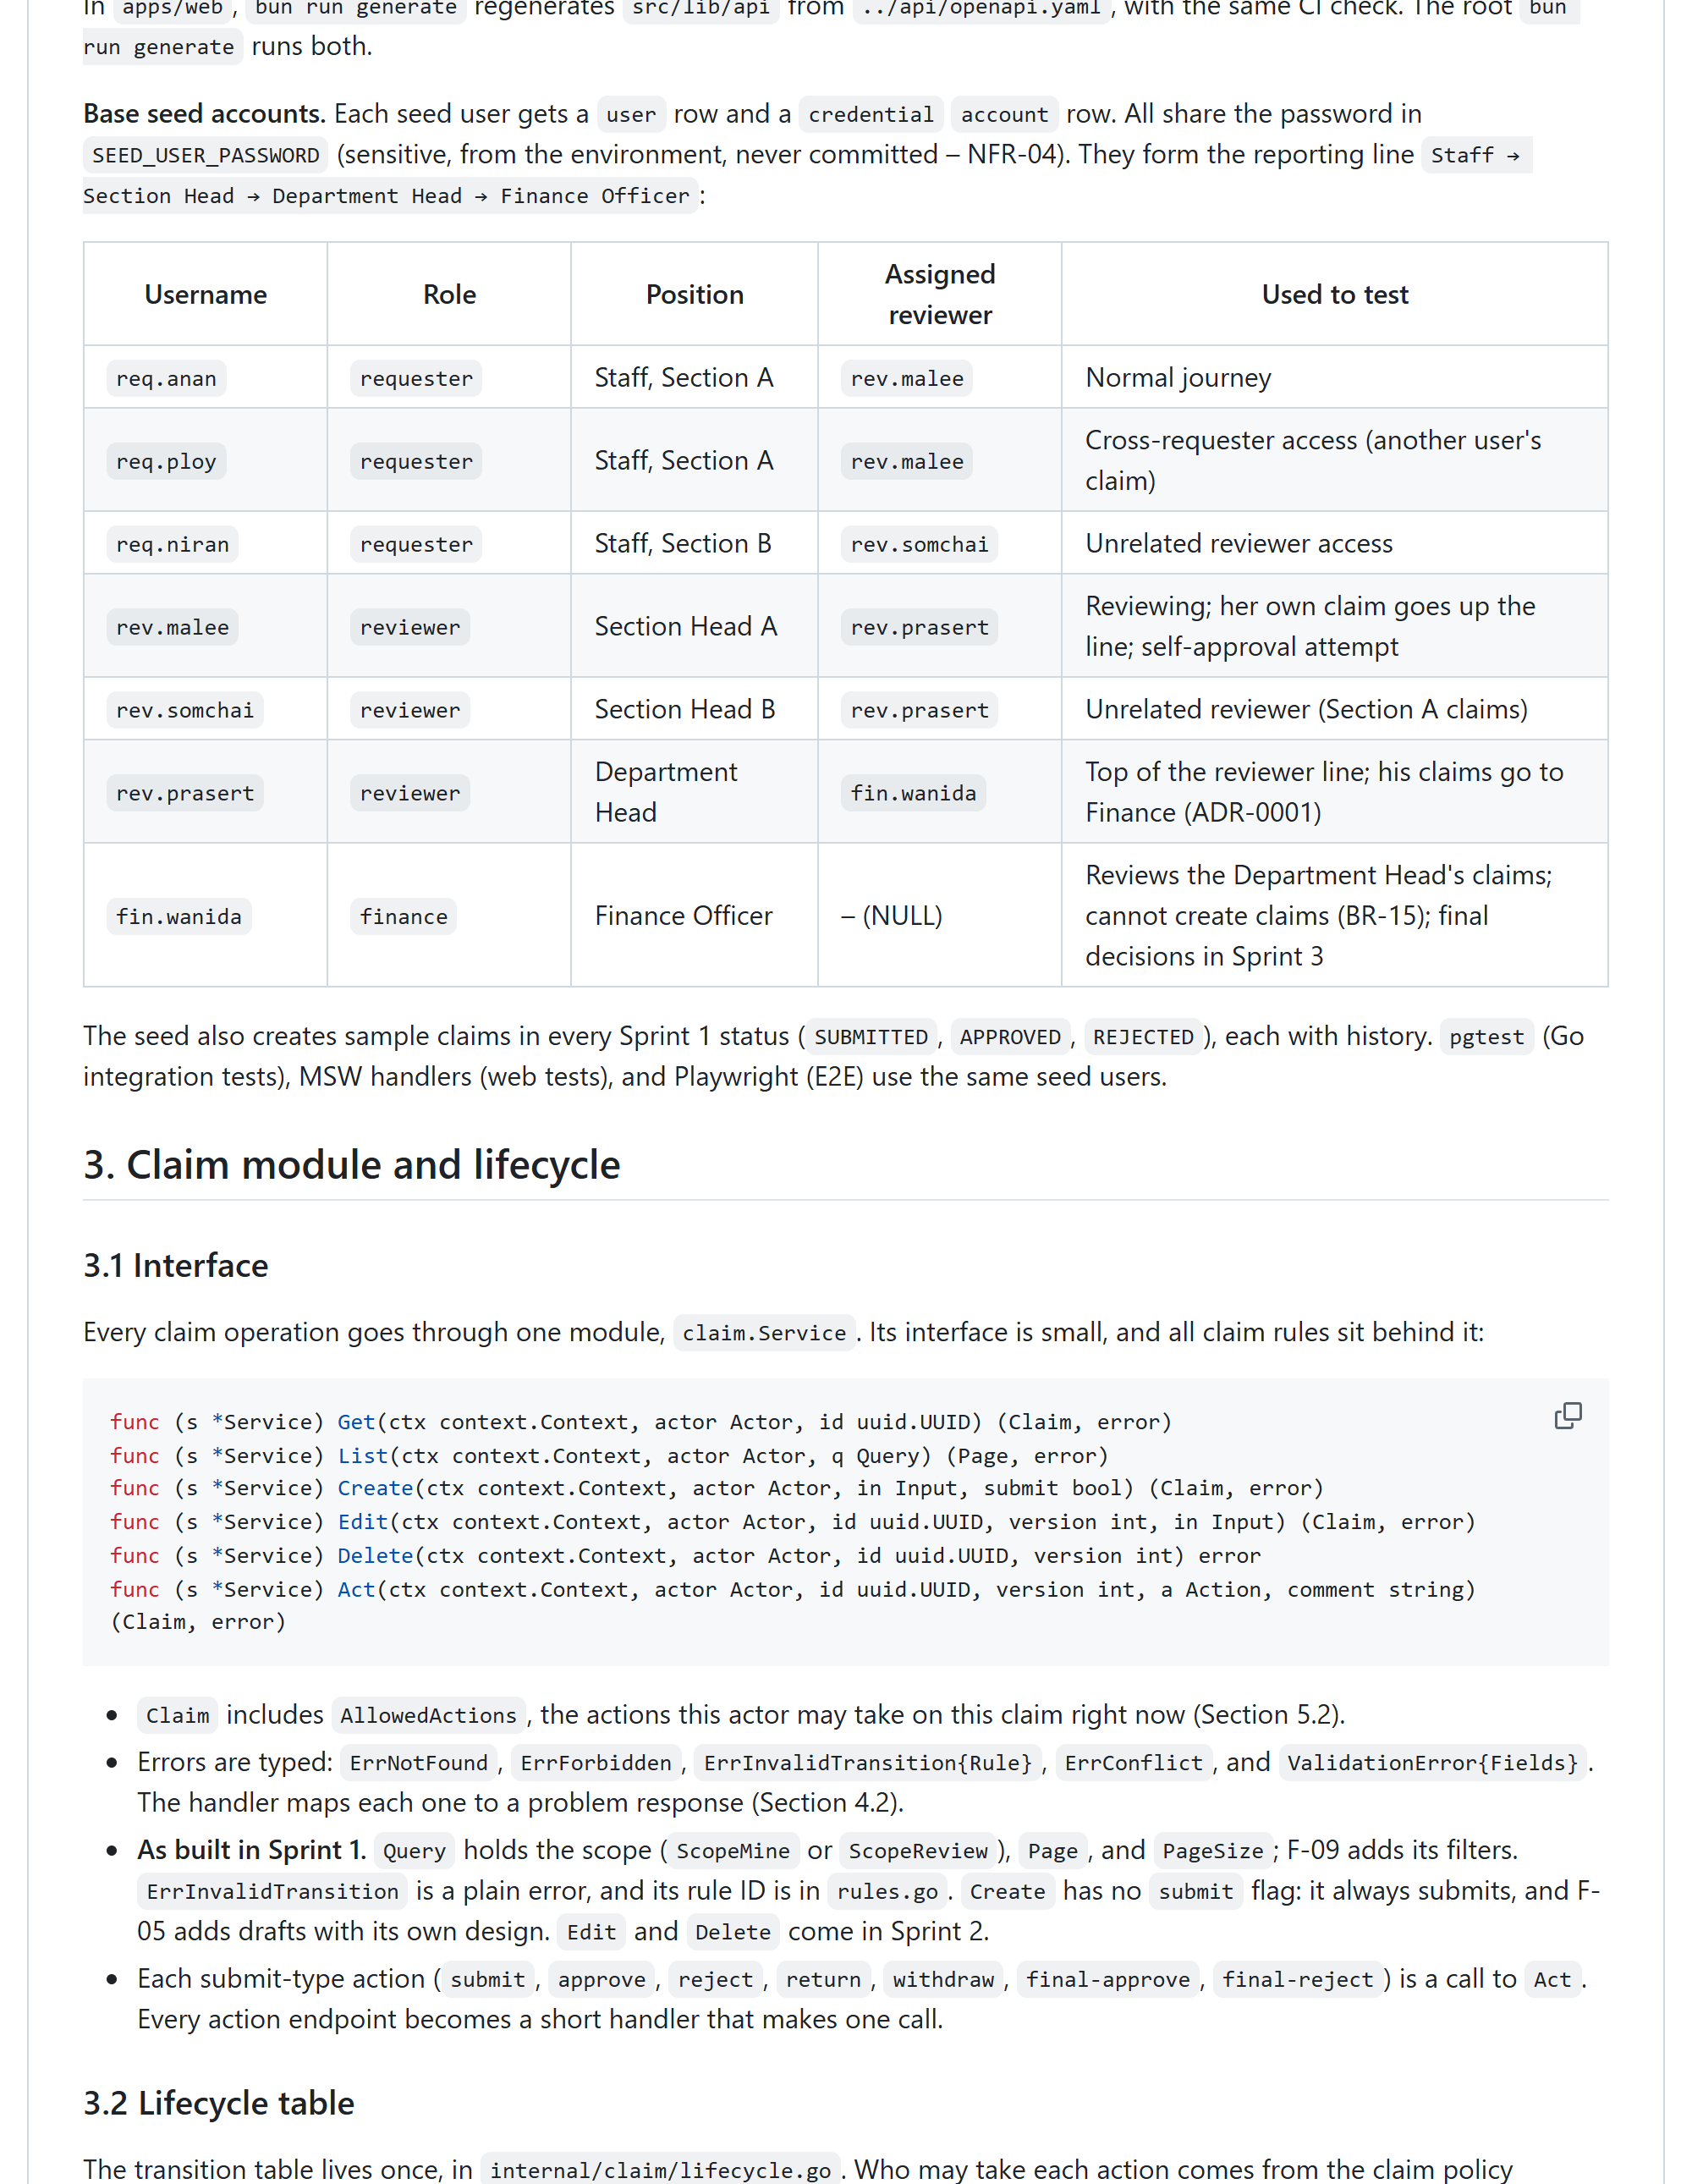 In apps/web, bun run generate regenerates src/lib/api from ../api/openapi.yaml, with the same CI check. The root bun
run generate runs both.
Base seed accounts. Each seed user gets a user row and a credential account row. All share the password in
SEED_USER_PASSWORD (sensitive, from the environment, never committed – NFR-04). They form the reporting line Staff →
Section Head → Department Head → Finance Officer:
Username Role Position Assigned reviewer Used to test
req.anan requester Staff, Section A rev.malee Normal journey
req.ploy requester Staff, Section A rev.malee Cross-requester access (another user's
claim)
req.niran requester Staff, Section B rev.somchai Unrelated reviewer access
rev.malee reviewer Section Head A rev.prasert Reviewing; her own claim goes up the
line; self-approval attempt
rev.somchai reviewer Section Head B rev.prasert Unrelated reviewer (Section A claims)
rev.prasert reviewer Department Head fin.wanida Top of the reviewer line; his claims go to
Finance (ADR-0001)
fin.wanida finance Finance Officer – (NULL) Reviews the Department Head's claims;
cannot create claims (BR-15); final
decisions in Sprint 3
The seed also creates sample claims in every Sprint 1 status (SUBMITTED, APPROVED, REJECTED), each with history. pgtest (Go
integration tests), MSW handlers (web tests), and Playwright (E2E) use the same seed users.
3. Claim module and lifecycle
3.1 Interface
Every claim operation goes through one module, claim.Service. Its interface is small, and all claim rules sit behind it:
func (s *Service) Get(ctx context.Context, actor Actor, id uuid.UUID) (Claim, error)
func (s *Service) List(ctx context.Context, actor Actor, q Query) (Page, error)
func (s *Service) Create(ctx context.Context, actor Actor, in Input, submit bool) (Claim, error)
func (s *Service) Edit(ctx context.Context, actor Actor, id uuid.UUID, version int, in Input) (Claim, error)
func (s *Service) Delete(ctx context.Context, actor Actor, id uuid.UUID, version int) error
func (s *Service) Act(ctx context.Context, actor Actor, id uuid.UUID, version int, a Action, comment string)
(Claim, error)
• Claim includes AllowedActions, the actions this actor may take on this claim right now (Section 5.2).
• Errors are typed: ErrNotFound, ErrForbidden, ErrInvalidTransition{Rule}, ErrConflict, and ValidationError{Fields}.
The handler maps each one to a problem response (Section 4.2).
• As built in Sprint 1. Query holds the scope (ScopeMine or ScopeReview), Page, and PageSize; F-09 adds its filters.
ErrInvalidTransition is a plain error, and its rule ID is in rules.go. Create has no submit flag: it always submits, and F-
05 adds drafts with its own design. Edit and Delete come in Sprint 2.
• Each submit-type action (submit, approve, reject, return, withdraw, final-approve, final-reject) is a call to Act.
Every action endpoint becomes a short handler that makes one call.
3.2 Lifecycle table
The transition table lives once, in internal/claim/lifecycle.go. Who may take each action comes from the claim policy